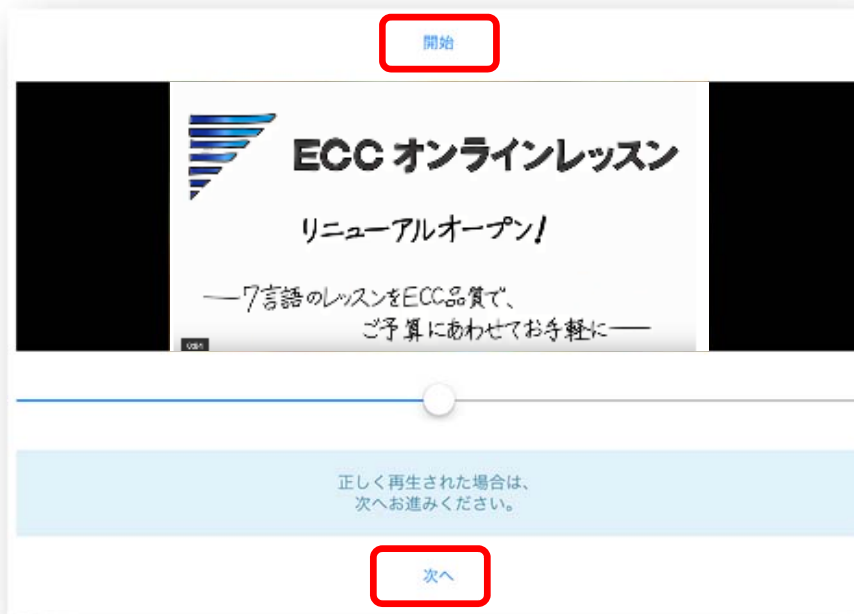 開始
ECC オンラインレッスン
リニューアルオープン!
―7言語のレッスンをECC品質で、
ご予算にあわせてお手軽に―
正しく再生された場合は、
次へお進みください。
次へ